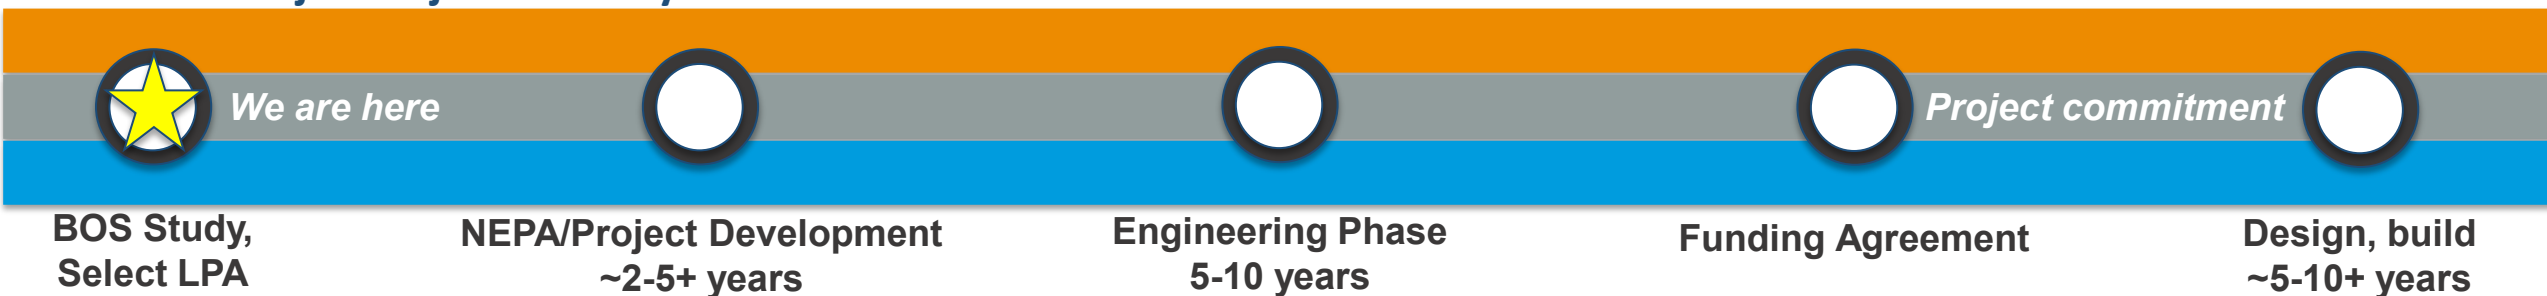 We are here
Project commitment
BOS Study,
Select LPA
NEPA/Project Development
~2-5+ years
Engineering Phase
5-10 years
Funding Agreement
Design, build
~5-10+ years